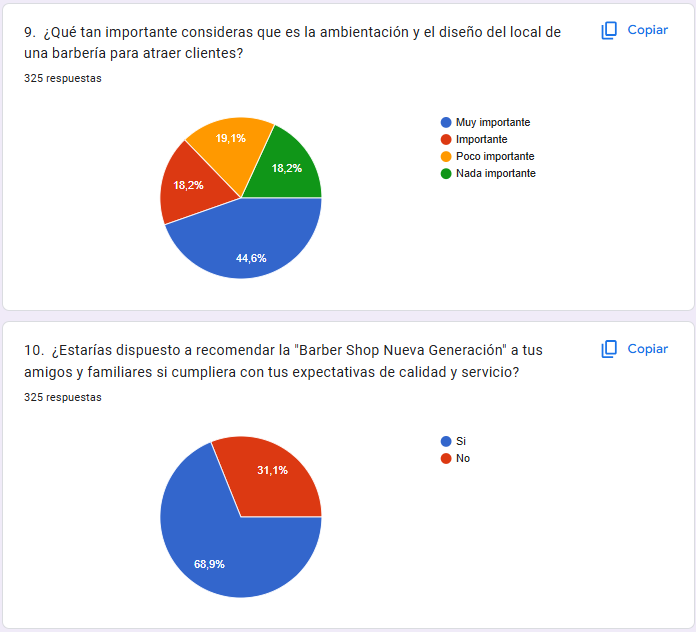 9. ¿Qué tan importante consideras que es la ambientación y el diseño del local de
una barbería para atraer clientes?
Copiar
325 respuestas
Muy importante
Importante
Poco importante
Nada importante
19,1%
18,2%
18,2%
44,6%
10. ¿Estarías dispuesto a recomendar la "Barber Shop Nueva Generación" a tus
amigos y familiares si cumpliera con tus expectativas de calidad y servicio?
Copiar
325 respuestas
Si
No
31,1%
68,9%